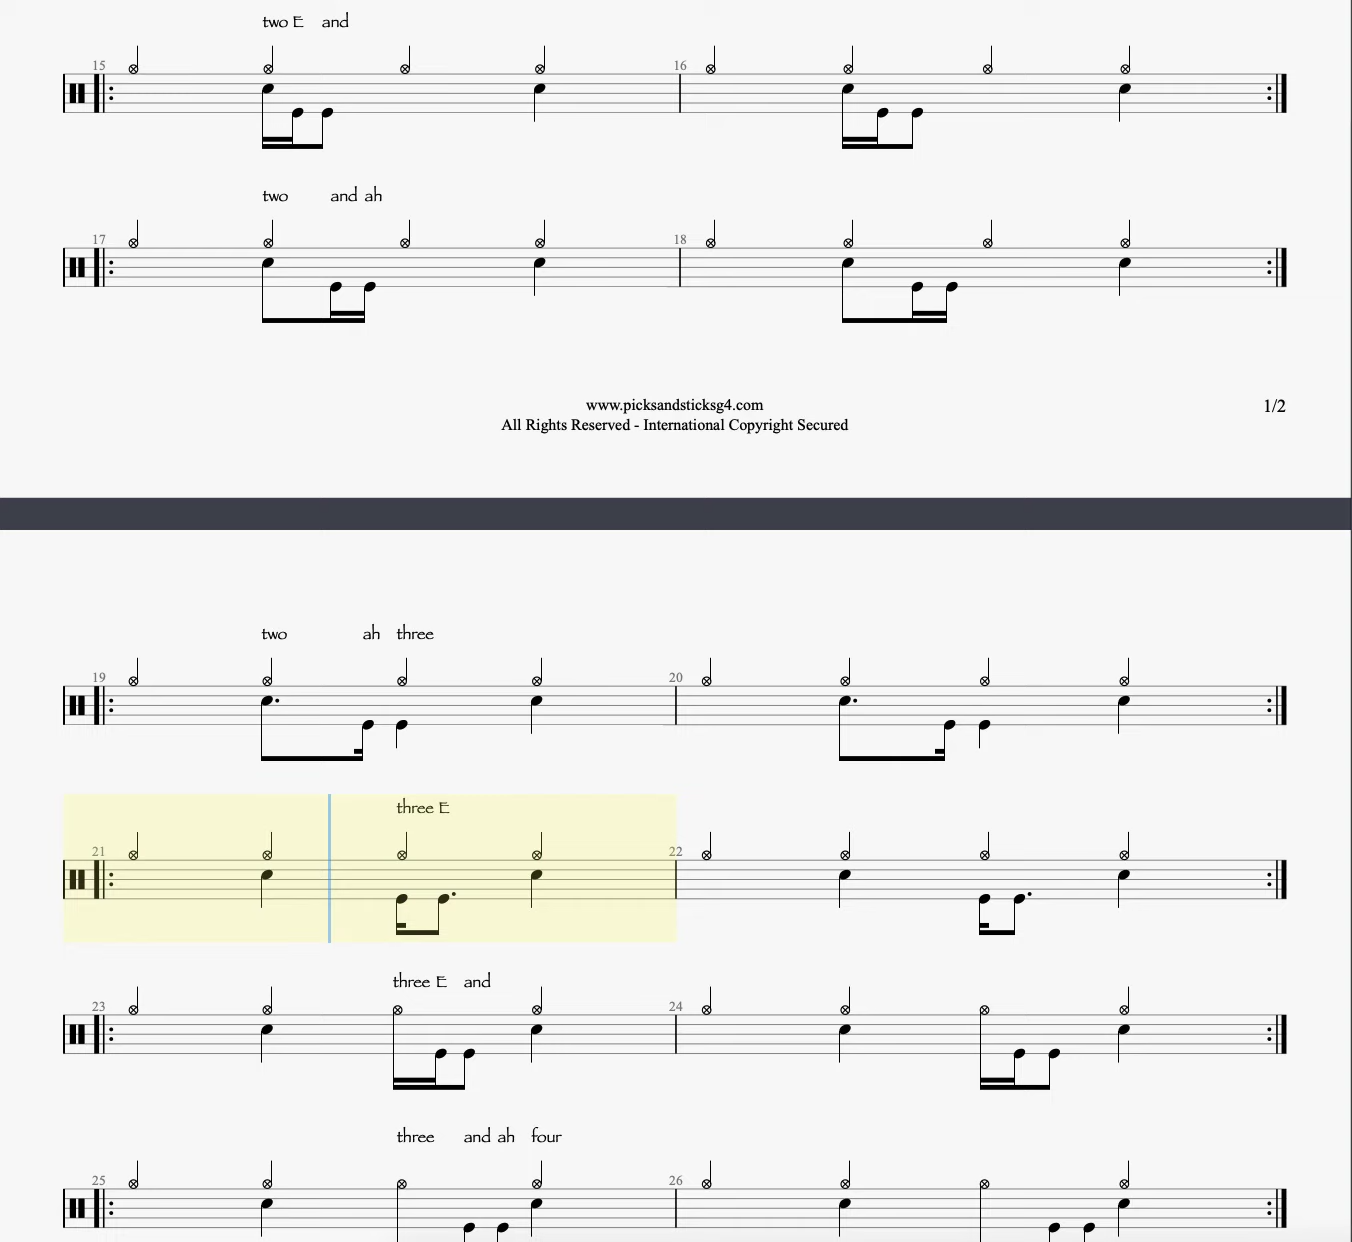 two E and
15 16
two and ah
17 18
www.picksandsticksg4.com
All Rights Reserved - International Copyright Secured
1/2
two ah three
19 20
three E
21 22
three E and
23 24
three and ah four
25 26